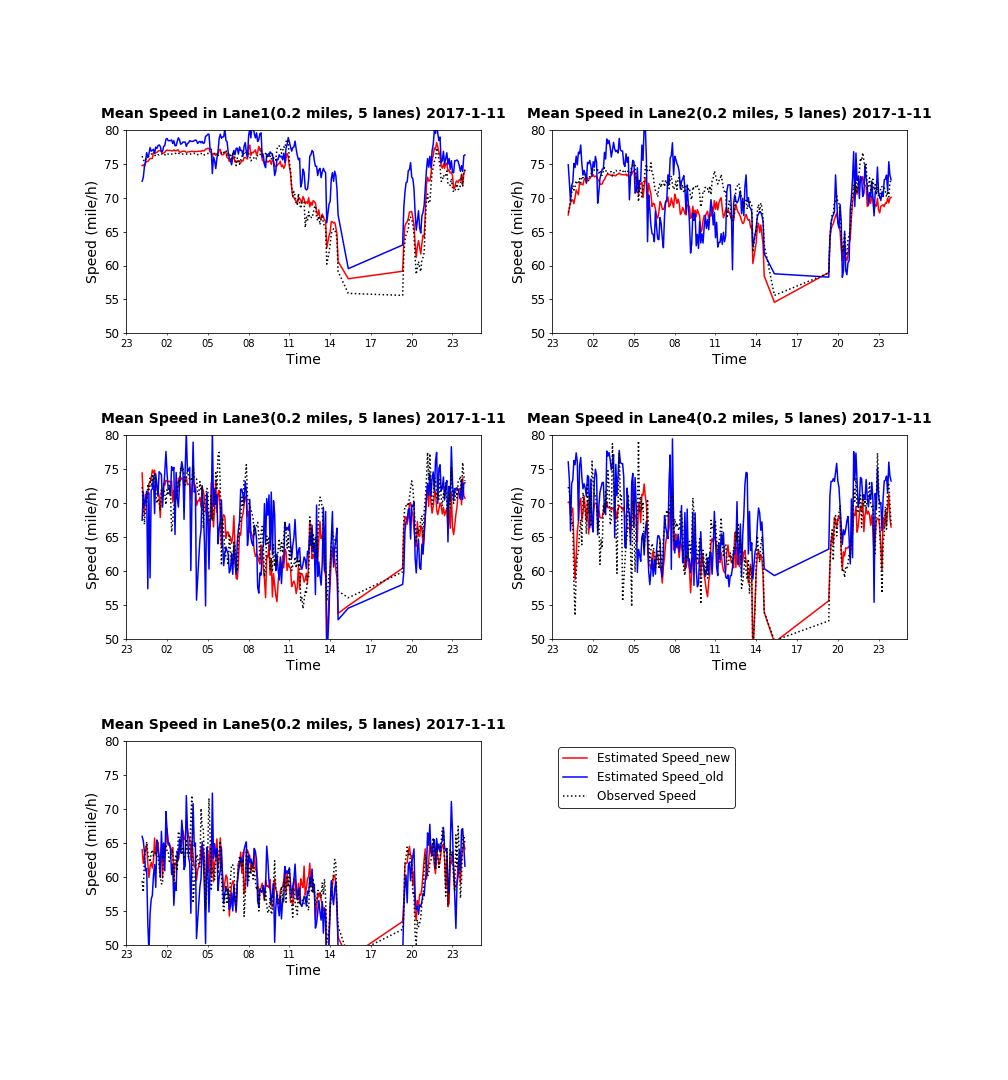 Mean Speed in Lane1(0.2 miles, 5 lanes) 2017-1-11
80
75
70
65
60
55
50
Speed (mile/h)
23 02 05 08 11 14 17 20 23
Time
Mean Speed in Lane2(0.2 miles, 5 lanes) 2017-1-11
80
75
70
65
60
55
50
Speed (mile/h)
23 02 05 08 11 14 17 20 23
Time
Mean Speed in Lane3(0.2 miles, 5 lanes) 2017-1-11
80
75
70
65
60
55
50
Speed (mile/h)
23 02 05 08 11 14 17 20 23
Time
Mean Speed in Lane4(0.2 miles, 5 lanes) 2017-1-11
80
75
70
65
60
55
50
Speed (mile/h)
23 02 05 08 11 14 17 20 23
Time
Mean Speed in Lane5(0.2 miles, 5 lanes) 2017-1-11
80
75
70
65
60
55
50
Speed (mile/h)
23 02 05 08 11 14 17 20 23
Time
Estimated Speed_new
Estimated Speed_old
Observed Speed